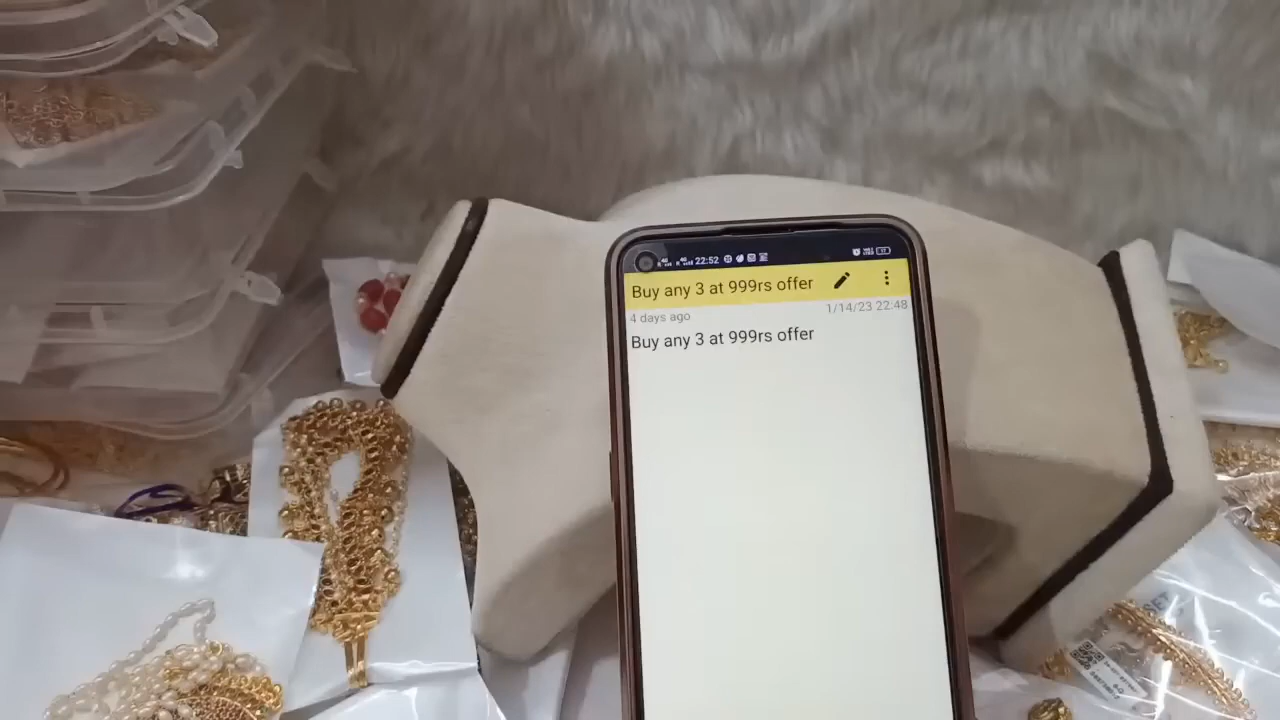 22:52
Buy any 3 at 999rs offer
4 days ago
1/14/23 22:48
Buy any 3 at 999rs offer